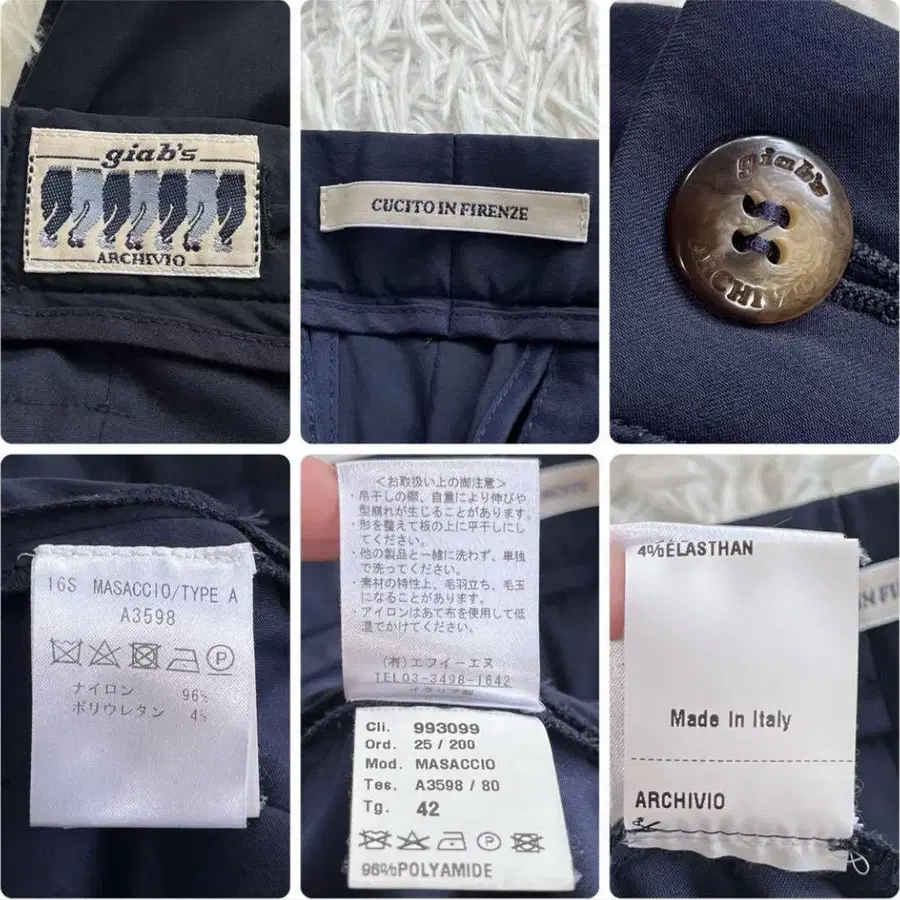 giab's
ARCHIVIO
CUCITO IN FIRENZE
giab's
ARCHIVIO
16S MASACCIO/TYPE A
A3598
P
ナイロン 96%
ポリウレタン 4%
<お取扱い上の御注意>
・吊干しの際、自重により伸びや
型崩れが生じることがあります。
・形を整えて板の上に平干しにし
てください。
・他の製品と一緒に洗わず、単独
で洗ってください。
・素材の特性上、毛羽立ち、毛玉
になることがあります。
・アイロンはあて布を使用して低
温でかけてください。
(有)エフイーエヌ
TEL03-3498-1642
イタリア製
Cli. 993099
Ord. 25 / 200
Mod. MASACCIO
Tes. A3598 / 80
Tg. 42
P
96%POLYAMIDE
4%ELASTHAN
Made In Italy
ARCHIVIO
IN FI